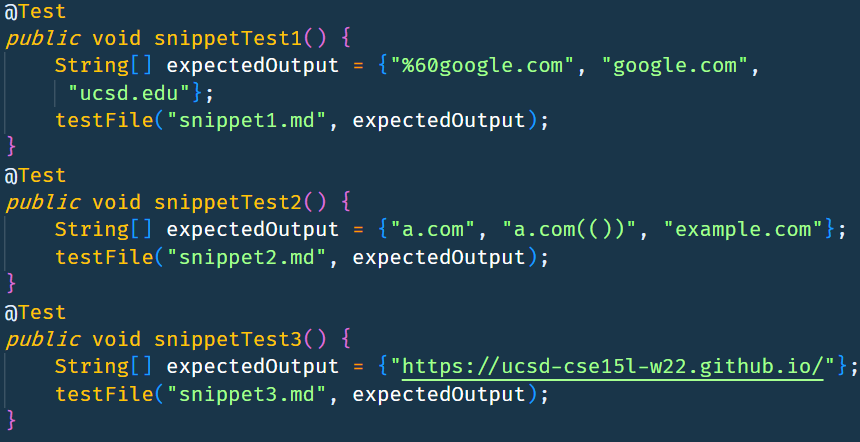 @Test
public void snippetTest1() {
    String[] expectedOutput = {"%60google.com", "google.com",
     "ucsd.edu"};
    testFile("snippet1.md", expectedOutput);
}
@Test
public void snippetTest2() {
    String[] expectedOutput = {"a.com", "a.com(())", "example.com"};
    testFile("snippet2.md", expectedOutput);
}
@Test
public void snippetTest3() {
    String[] expectedOutput = {"https://ucsd-cse15l-w22.github.io/"};
    testFile("snippet3.md", expectedOutput);
}